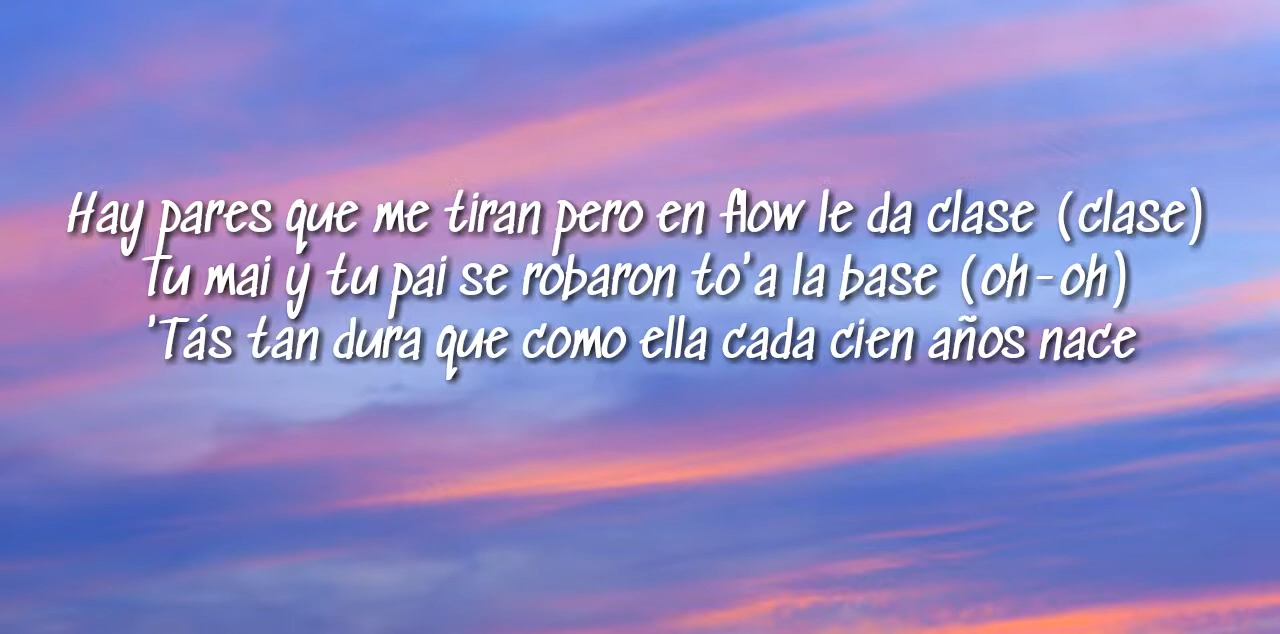 Hay pares que me tiran pero en flow le da clase (clase)
Tu mai y tu pai se robaron to'a la base (oh-oh)
'Tás tan dura que como ella cada cien años nace